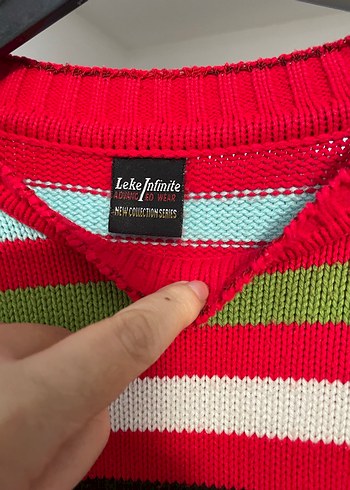 Leke Infinite
ADVANCED WEAR
NEW COLLECTION SERIES